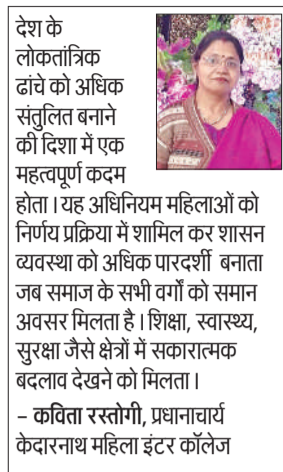 देश के
लोकतांत्रिक
ढांचे को अधिक
संतुलित बनाने
की दिशा में एक
महत्वपूर्ण कदम
होता । यह अधिनियम महिलाओं को
निर्णय प्रक्रिया में शामिल कर शासन
व्यवस्था को अधिक पारदर्शी बनाता
जब समाज के सभी वर्गों को समान
अवसर मिलता है । शिक्षा, स्वास्थ्य,
सुरक्षा जैसे क्षेत्रों में सकारात्मक
बदलाव देखने को मिलता ।
– कविता रस्तोगी, प्रधानाचार्य
केदारनाथ महिला इंटर कॉलेज